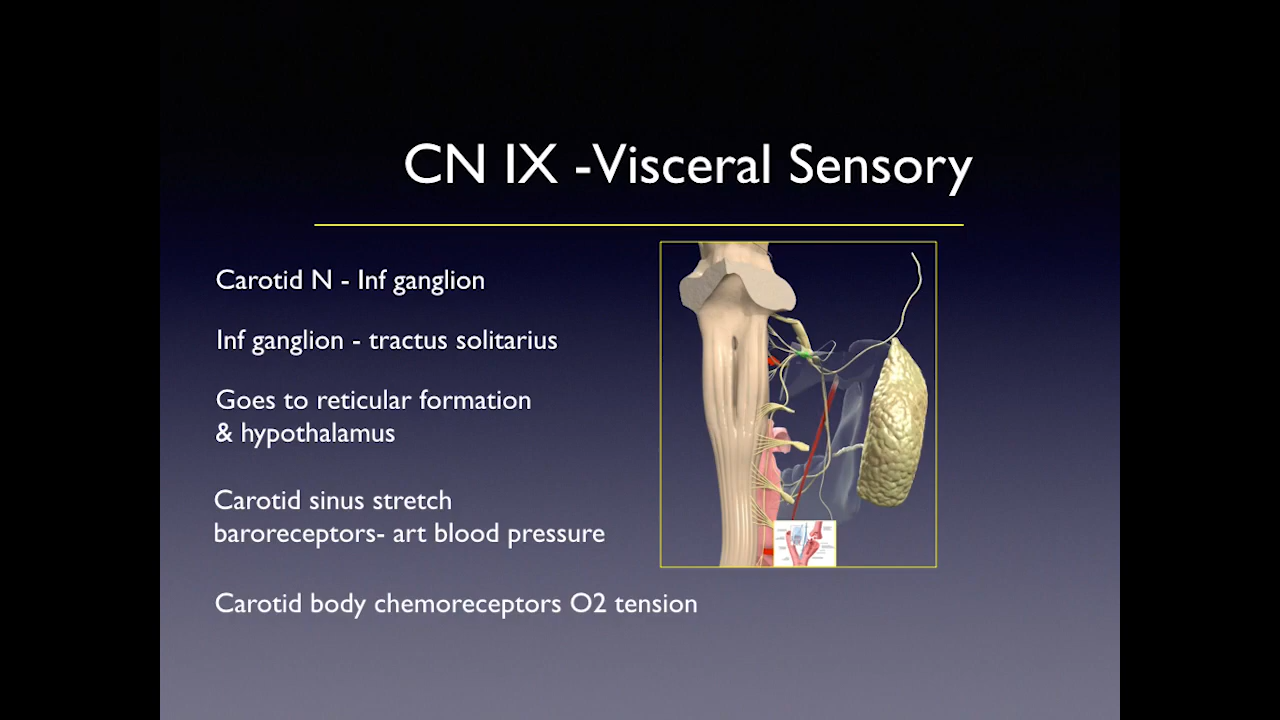 CN IX -Visceral Sensory
Carotid N - Inf ganglion
Inf ganglion - tractus solitarius
Goes to reticular formation
& hypothalamus
Carotid sinus stretch
baroreceptors- art blood pressure
Carotid body chemoreceptors O2 tension